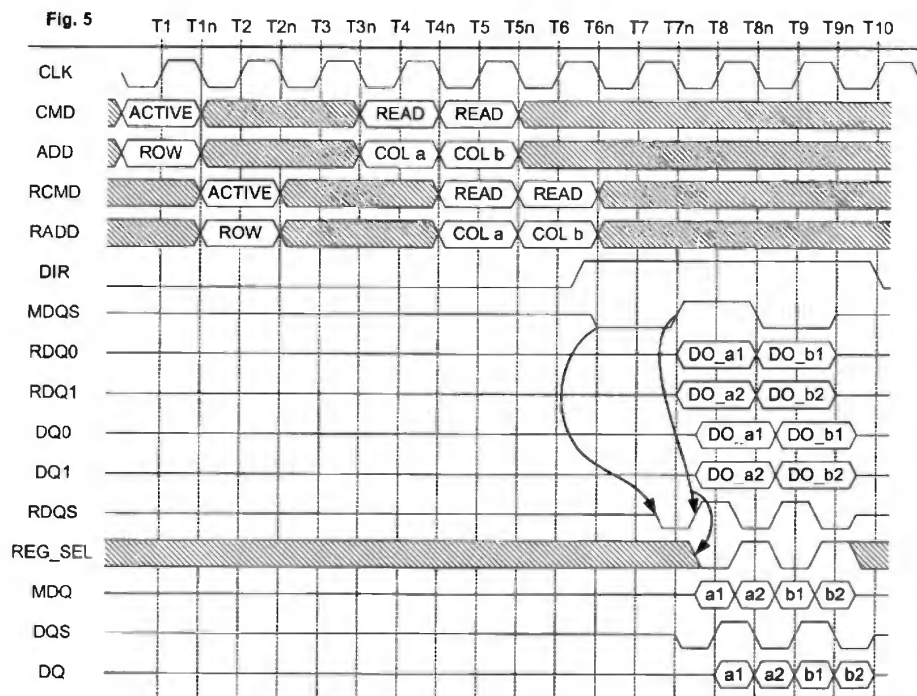 Fig. 5
T1 T1n T2 T2n T3 T3n T4 T4n T5 T5n T6 T6n T7 T7n T8 T8n T9 T9n T10
CLK
CMD ACTIVE READ READ
ADD ROW COL a COL b
RCMD ACTIVE READ READ
RADD ROW COL a COL b
DIR
MDQS
RDQ0 DO_a1 DO_b1
RDQ1 DO_a2 DO_b2
DQ0 DO_a1 DO_b1
DQ1 DO_a2 DO_b2
RDQS
REG_SEL
MDQ a1 a2 b1 b2
DQS
DQ a1 a2 b1 b2